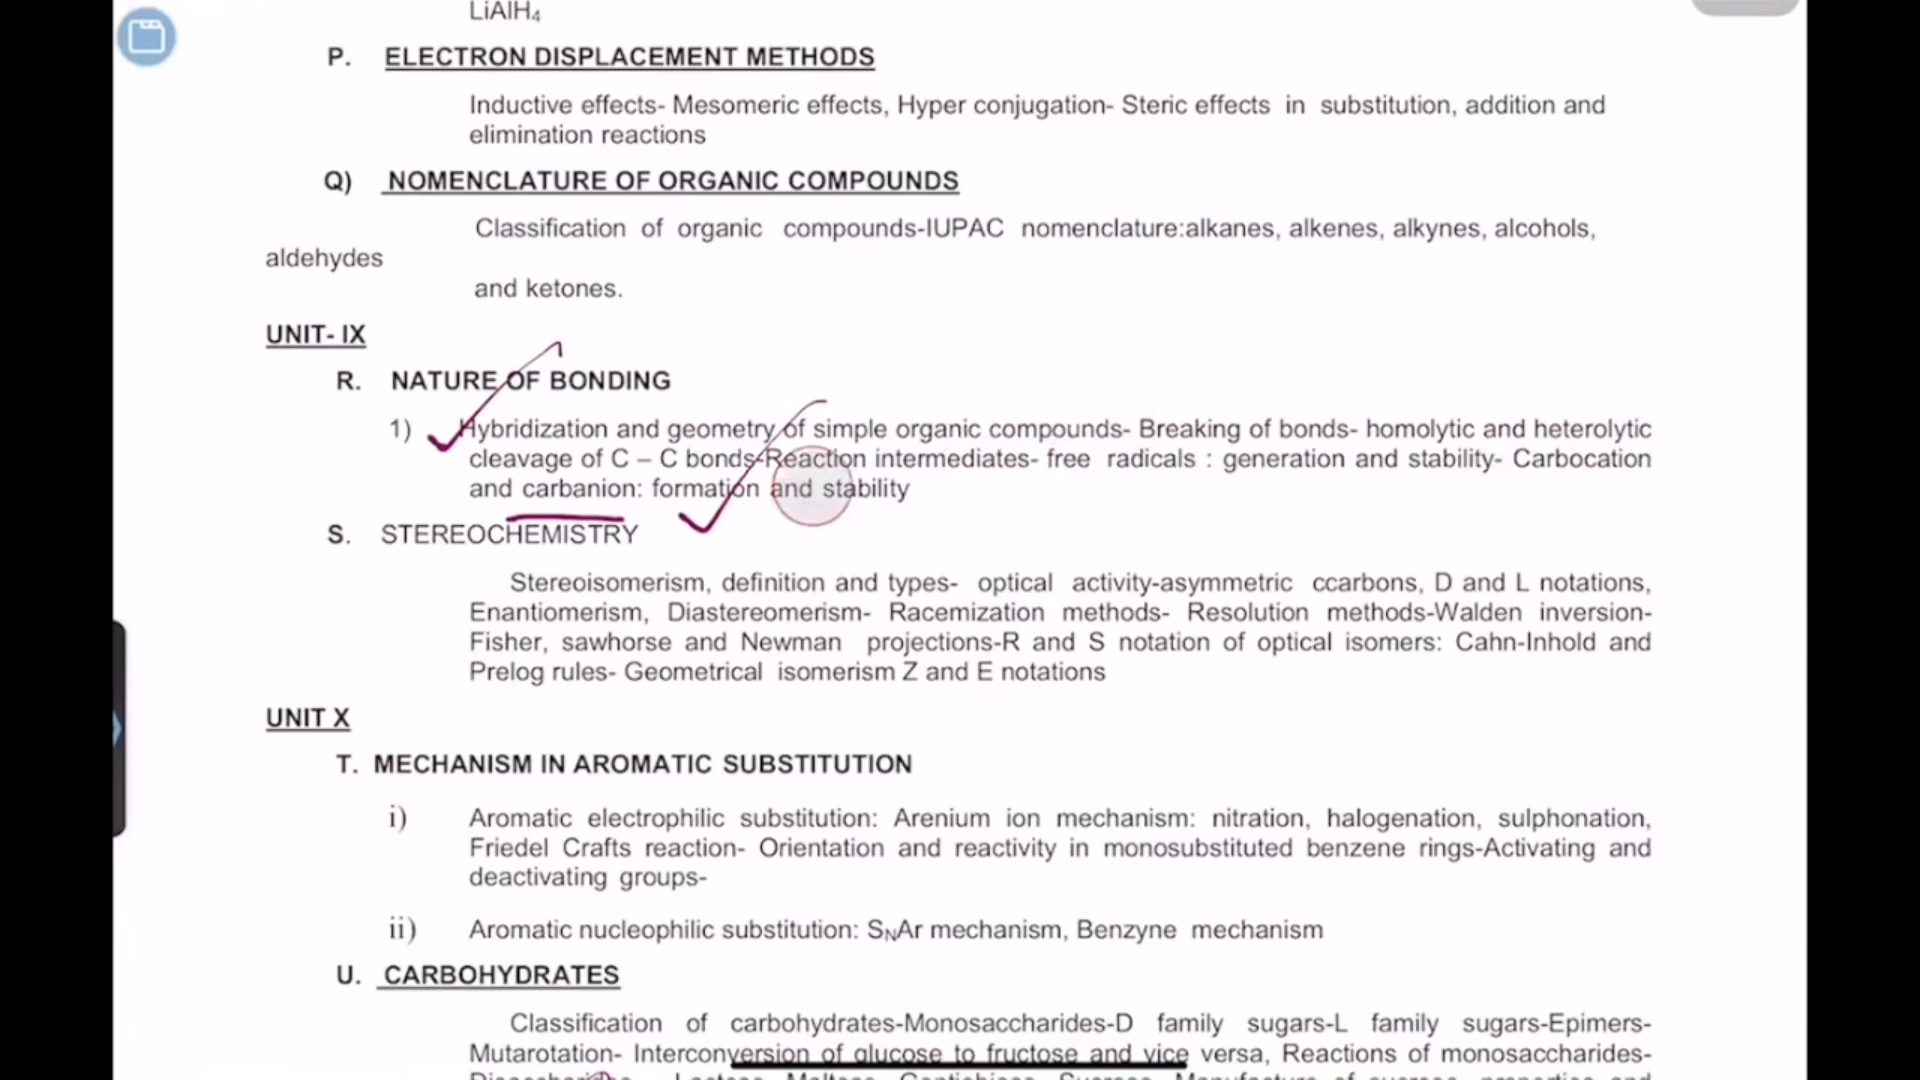 LiAlH4
P. ELECTRON DISPLACEMENT METHODS
Inductive effects- Mesomeric effects, Hyper conjugation- Steric effects in substitution, addition and
elimination reactions
Q) NOMENCLATURE OF ORGANIC COMPOUNDS
Classification of organic compounds-IUPAC nomenclature:alkanes, alkenes, alkynes, alcohols,
aldehydes
and ketones.
UNIT- IX
R. NATURE OF BONDING
1) Hybridization and geometry of simple organic compounds- Breaking of bonds- homolytic and heterolytic
cleavage of C – C bonds-Reaction intermediates- free radicals : generation and stability- Carbocation
and carbanion: formation and stability
S. STEREOCHEMISTRY
Stereoisomerism, definition and types- optical activity-asymmetric ccarbons, D and L notations,
Enantiomerism, Diastereomerism- Racemization methods- Resolution methods-Walden inversion-
Fisher, sawhorse and Newman projections-R and S notation of optical isomers: Cahn-Inhold and
Prelog rules- Geometrical isomerism Z and E notations
UNIT X
T. MECHANISM IN AROMATIC SUBSTITUTION
i) Aromatic electrophilic substitution: Arenium ion mechanism: nitration, halogenation, sulphonation,
Friedel Crafts reaction- Orientation and reactivity in monosubstituted benzene rings-Activating and
deactivating groups-
ii) Aromatic nucleophilic substitution: SNAr mechanism, Benzyne mechanism
U. CARBOHYDRATES
Classification of carbohydrates-Monosaccharides-D family sugars-L family sugars-Epimers-
Mutarotation- Interconversion of glucose to fructose and vice versa, Reactions of monosaccharides-